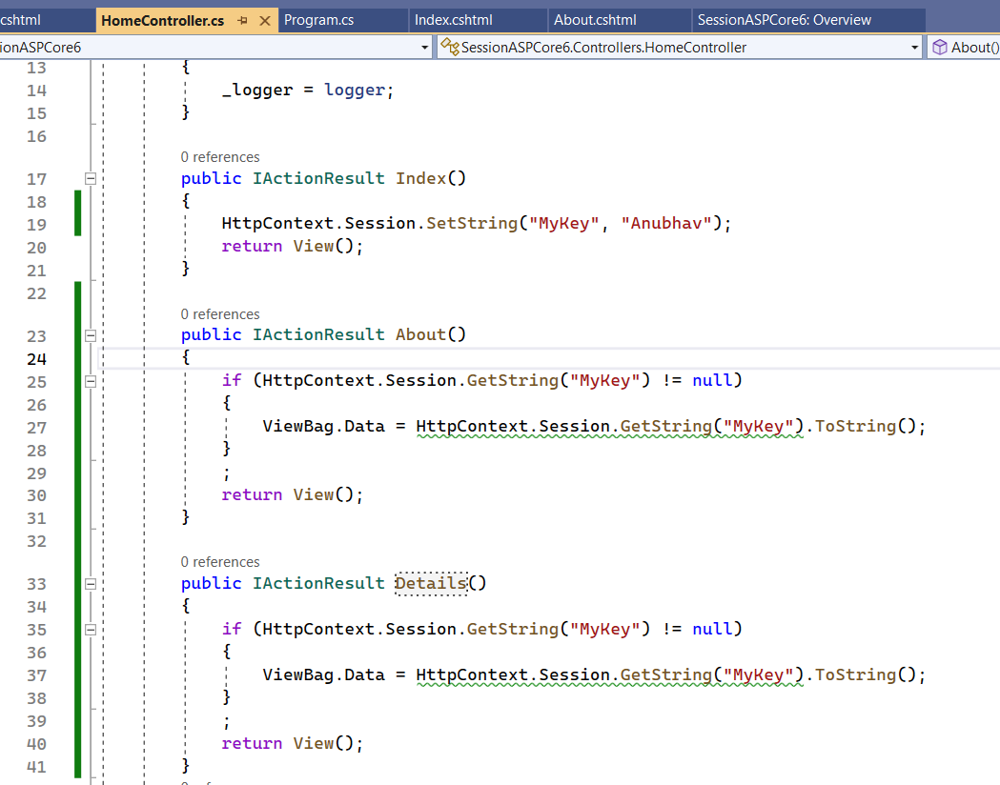 cshtml HomeController.cs Program.cs Index.cshtml About.cshtml SessionASPCore6: Overview
ionASPCore6 SessionASPCore6.Controllers.HomeController About()
13 {
14 _logger = logger;
15 }
16
0 references
17 public IActionResult Index()
18 {
19 HttpContext.Session.SetString("MyKey", "Anubhav");
20 return View();
21 }
22
0 references
23 public IActionResult About()
24 {
25 if (HttpContext.Session.GetString("MyKey") != null)
26 {
27 ViewBag.Data = HttpContext.Session.GetString("MyKey").ToString();
28 }
29 ;
30 return View();
31 }
32
0 references
33 public IActionResult Details()
34 {
35 if (HttpContext.Session.GetString("MyKey") != null)
36 {
37 ViewBag.Data = HttpContext.Session.GetString("MyKey").ToString();
38 }
39 ;
40 return View();
41 }